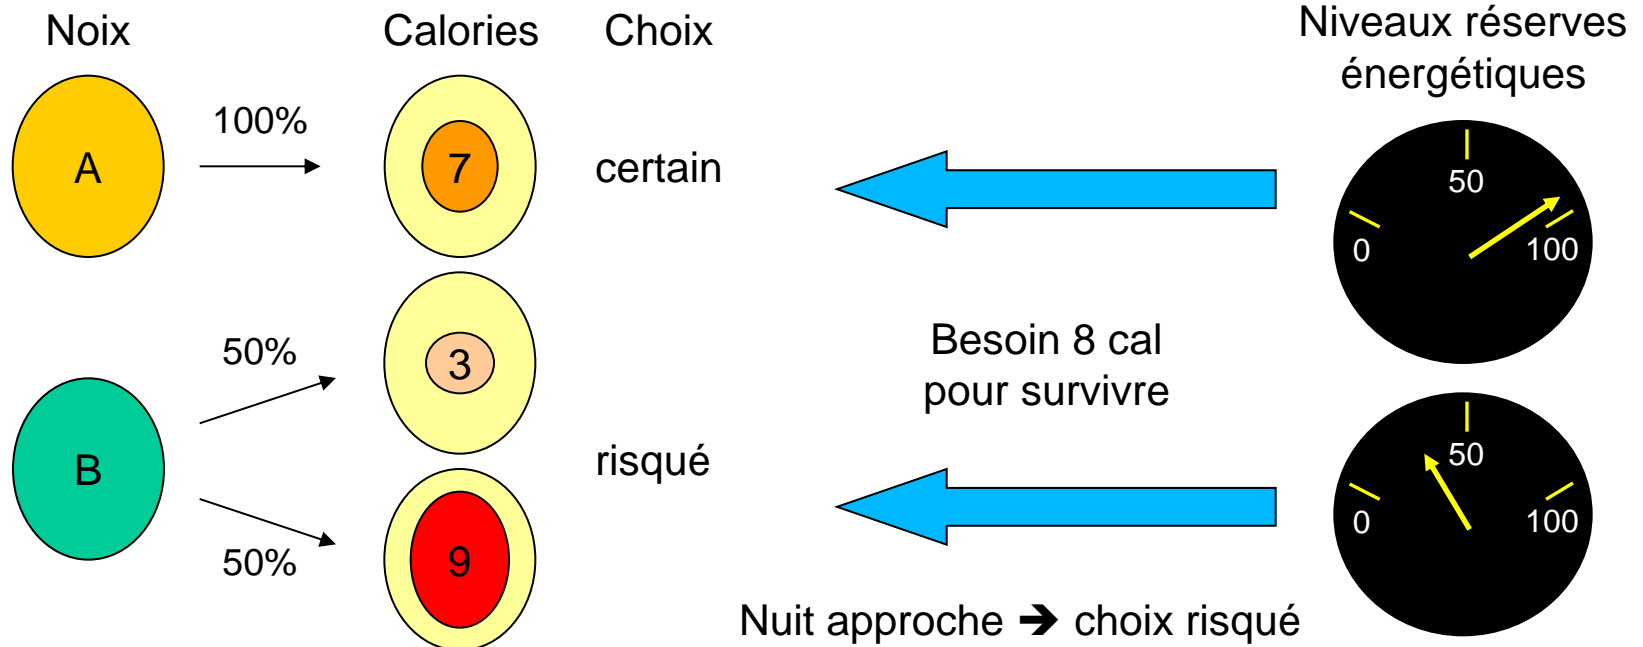 Noix
Calories
Choix
Niveaux réserves
énergétiques
A
100%
7
certain
50
0
100
B
50%
3
50%
9
risqué
Besoin 8 cal
pour survivre
50
0
100
Nuit approche ➔ choix risqué